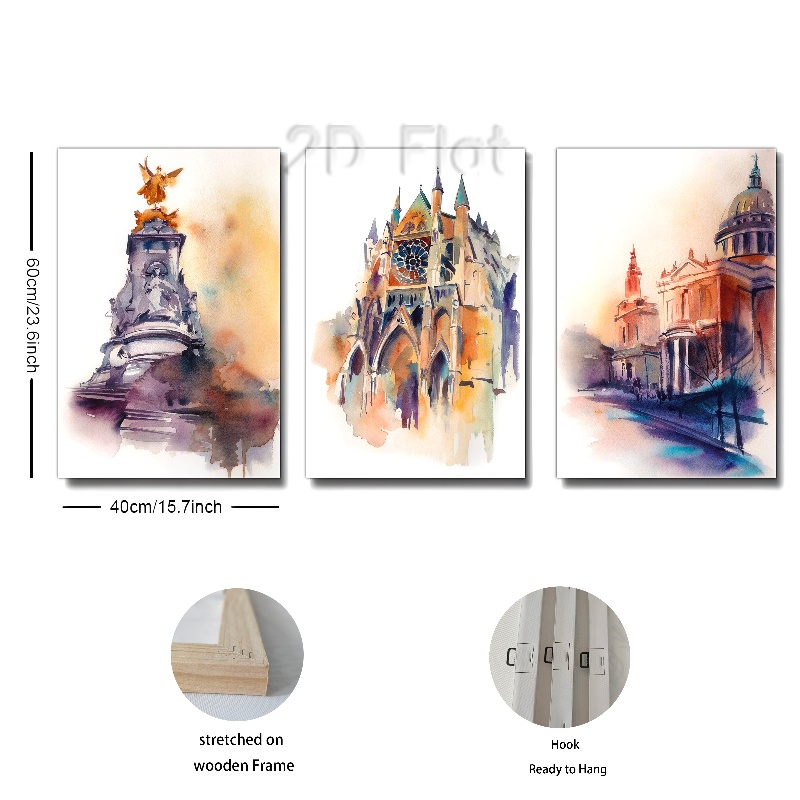 2D Flat
60cm/23.6inch
40cm/15.7inch
stretched on
wooden Frame
Hook
Ready to Hang